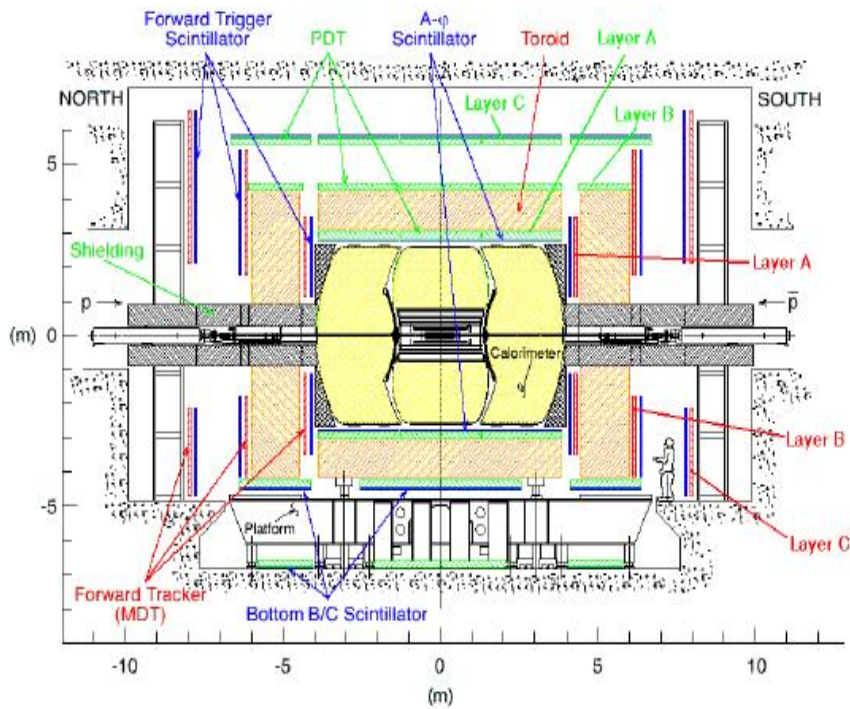 Forward Trigger
Scintillator
PDT
A-φ
Scintillator
Toroid
Layer A
NORTH
SOUTH
Layer C
Layer B
5
Shielding
Layer A
p
p̅
(m)
0
Calorimeter
Layer B
-5
Platform
Layer C
Forward Tracker
(MDT)
Bottom B/C Scintillator
-10
-5
0
5
10
(m)